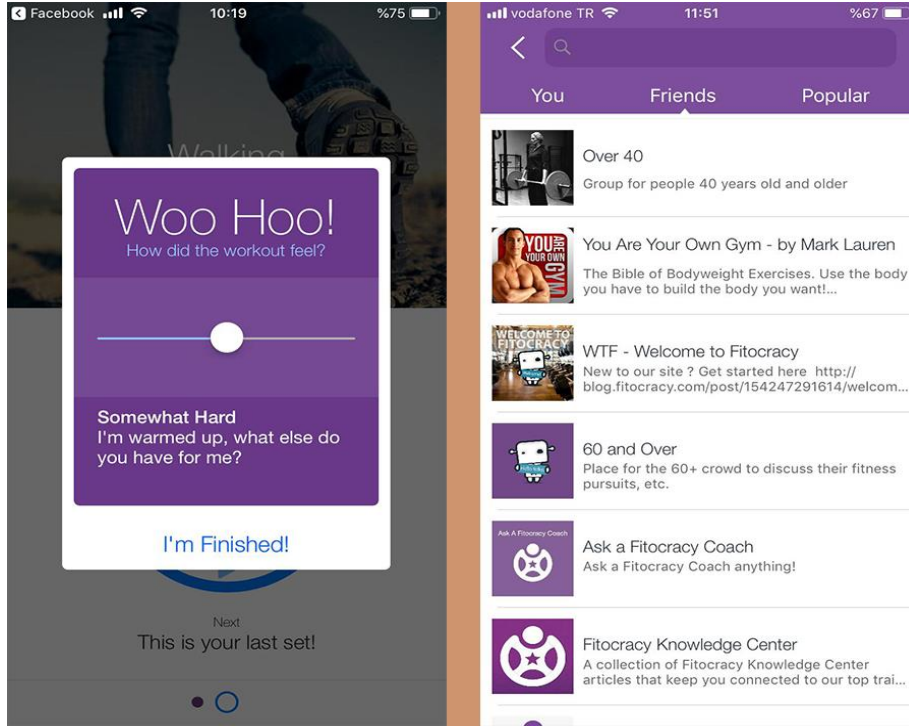 Facebook
10:19
%75
Walking
Woo Hoo!
How did the workout feel?
Somewhat Hard
I'm warmed up, what else do
you have for me?
I'm Finished!
Next
This is your last set!
vodafone TR
11:51
%67
You
Friends
Popular
Over 40
Group for people 40 years old and older
YOU ARE
YOUR OWN
GYM
You Are Your Own Gym - by Mark Lauren
The Bible of Bodyweight Exercises. Use the body
you have to build the body you want!...
WELCOME TO
FITOCRACY
WTF - Welcome to Fitocracy
New to our site ? Get started here http://
blog.fitocracy.com/post/154247291614/welcom...
60 and Over
Place for the 60+ crowd to discuss their fitness
pursuits, etc.
Ask A Fitocracy Coach
Ask a Fitocracy Coach
Ask a Fitocracy Coach anything!
Fitocracy Knowledge Center
A collection of Fitocracy Knowledge Center
articles that keep you connected to our top trai...